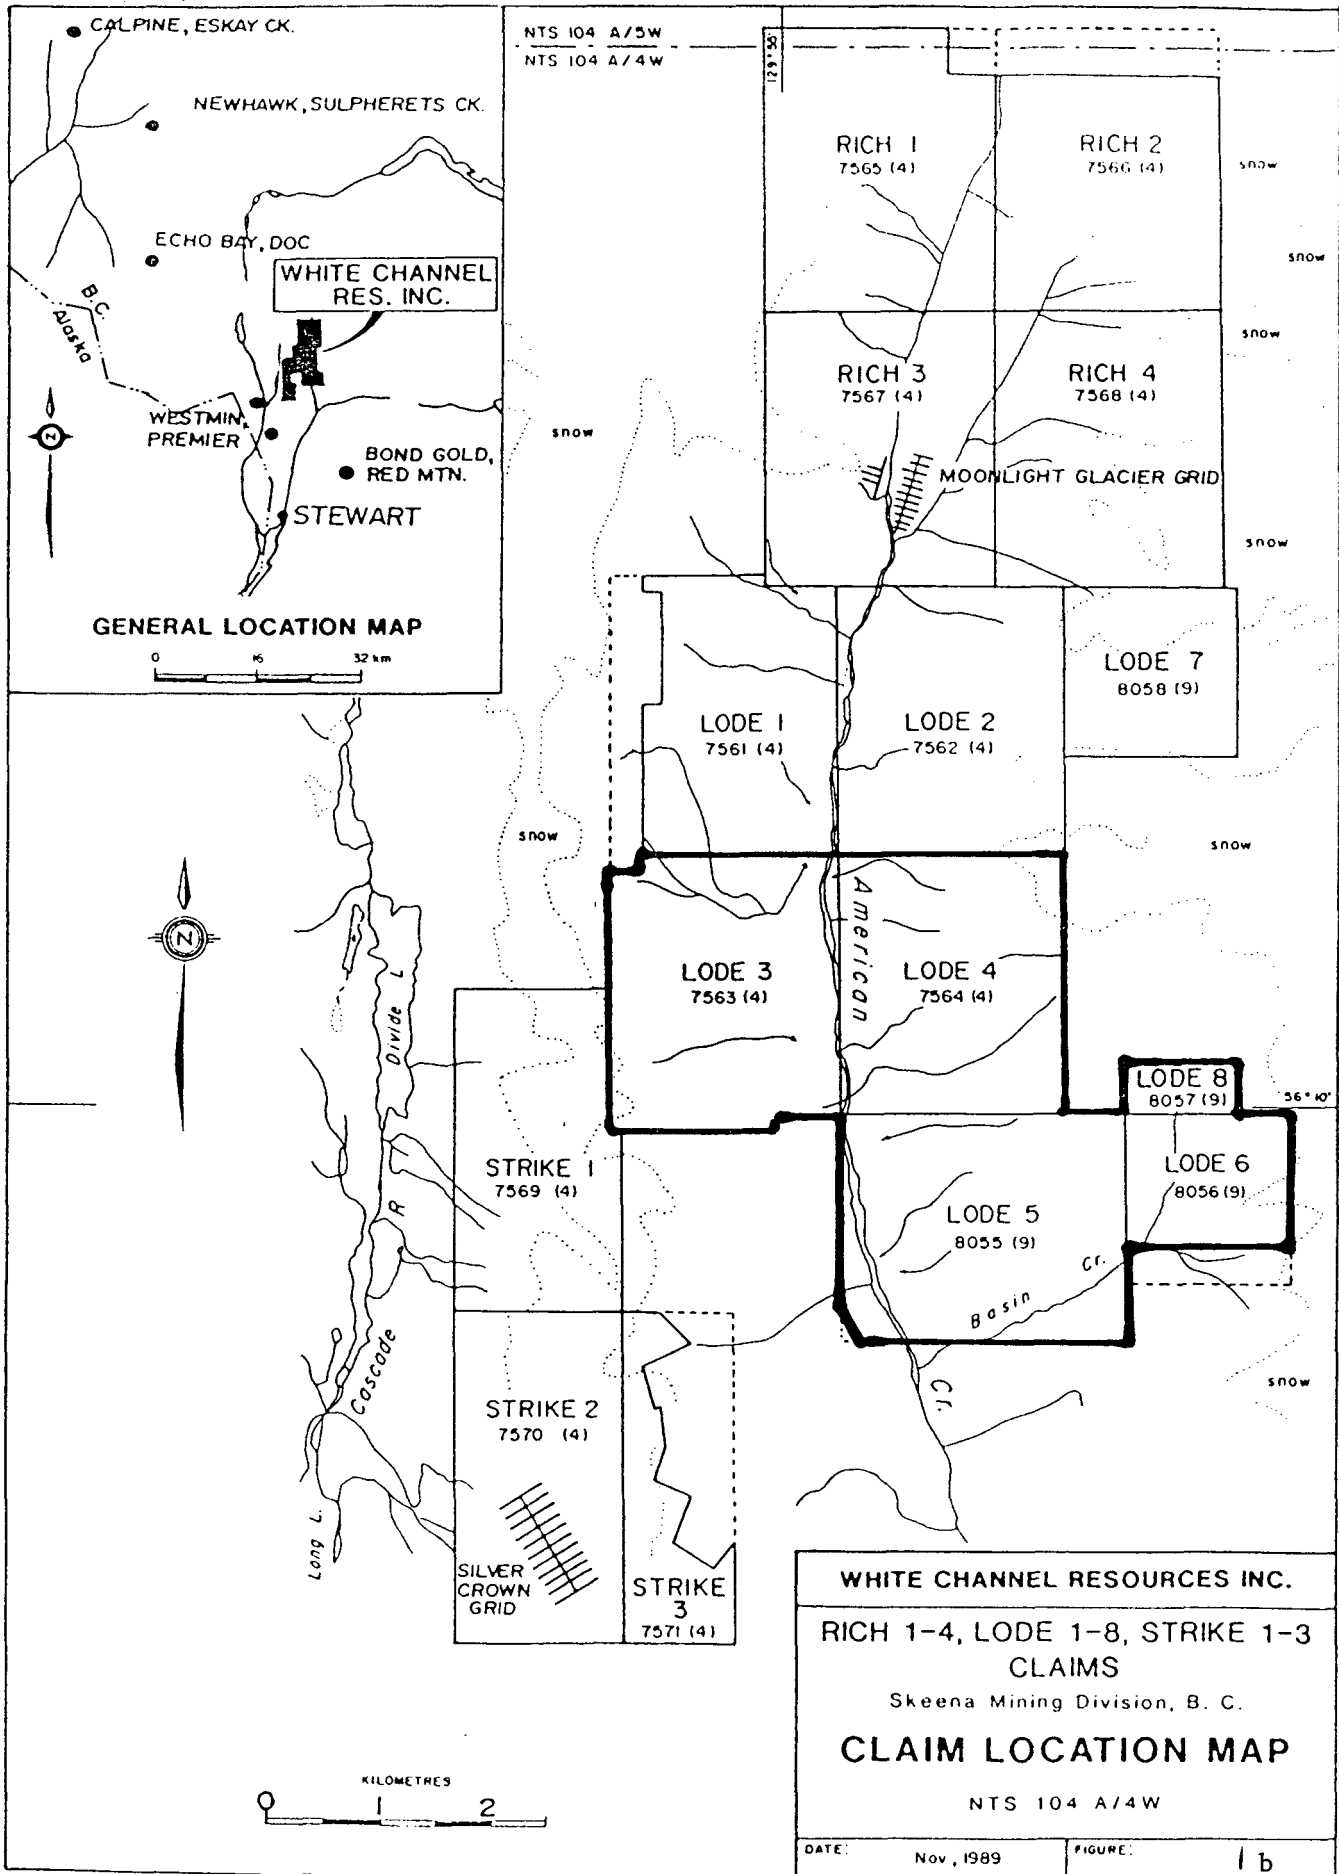 CALPINE, ESKAY CK.
NEWHAWK, SULPHERETS CK.
ECHO BAY, DOC
WHITE CHANNEL
RES. INC.
B.C.
Alaska
N
WESTMIN
PREMIER
BOND GOLD,
RED MTN.
STEWART
GENERAL LOCATION MAP
0 16 32 km
NTS 104 A/5W
NTS 104 A/4W
RICH 1
7565 (4)
RICH 2
7566 (4)
snow
snow
snow
RICH 3
7567 (4)
RICH 4
7568 (4)
snow
MOONLIGHT GLACIER GRID
snow
LODE 7
8058 (9)
LODE 1
7561 (4)
LODE 2
7562 (4)
snow
snow
N
American
LODE 3
7563 (4)
LODE 4
7564 (4)
Divide L
LODE 8
8057 (9)
56° 10'
STRIKE 1
7569 (4)
LODE 6
8056 (9)
R
LODE 5
8055 (9)
Basin Cr.
Cascade
Cr.
snow
STRIKE 2
7570 (4)
Long L.
SILVER
CROWN
GRID
STRIKE
3
7571 (4)
WHITE CHANNEL RESOURCES INC.
RICH 1-4, LODE 1-8, STRIKE 1-3
CLAIMS
Skeena Mining Division, B. C.
CLAIM LOCATION MAP
NTS 104 A/4W
KILOMETRES
0 1 2
DATE: Nov, 1989
FIGURE: 1 b